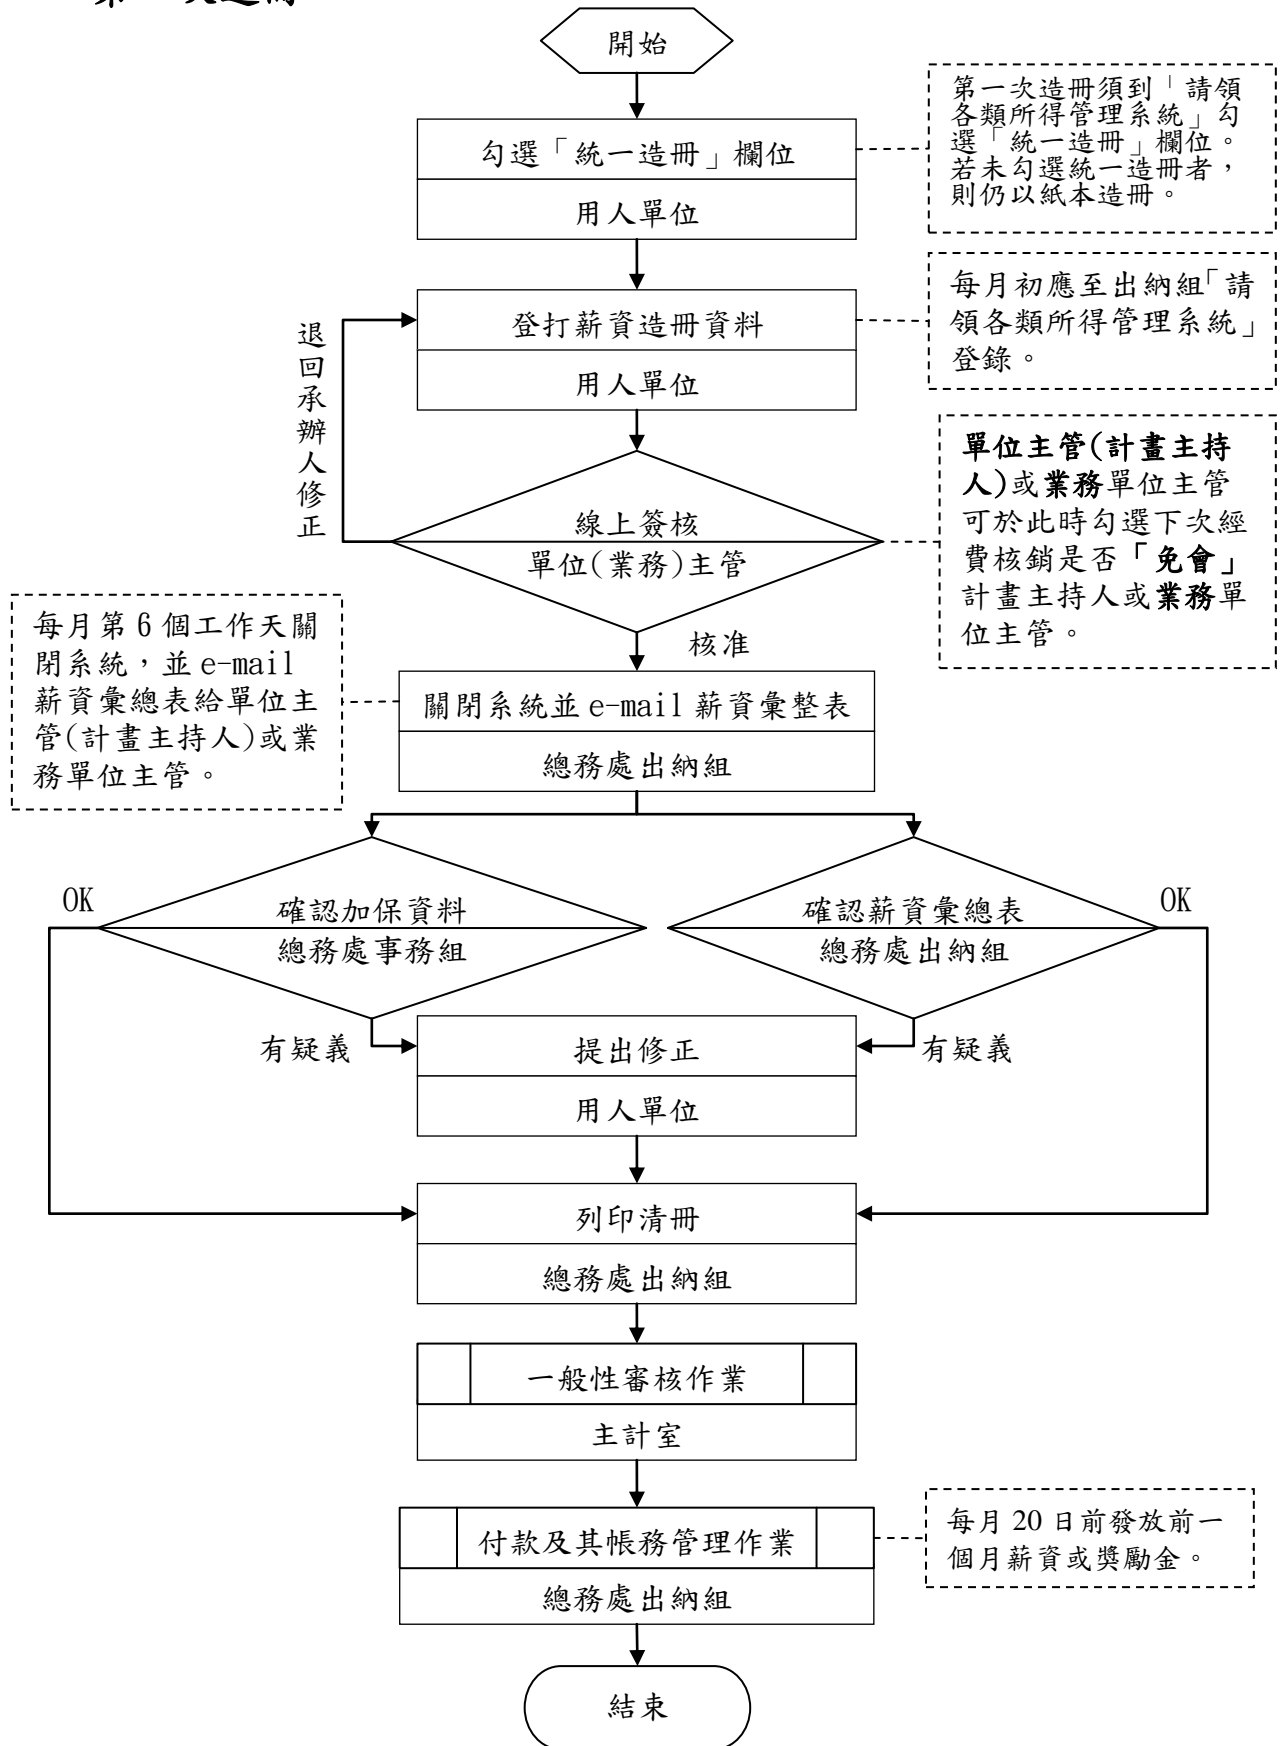 開始
第一次造冊須到「請領
各類所得管理系統」勾
選「統一造冊」欄位。
若未勾選統一造冊者，
則仍以紙本造冊。
勾選「統一造冊」欄位
用人單位
每月初應至出納組「請
領各類所得管理系統」
登錄。
登打薪資造冊資料
用人單位
退回承辦人修正
單位主管(計畫主持
人)或業務單位主管
可於此時勾選下次經
費核銷是否「免會」
計畫主持人或業務單
位主管。
線上簽核
單位(業務)主管
核准
每月第 6 個工作天關
閉系統，並 e-mail
薪資彙總表給單位主
管(計畫主持人)或業
務單位主管。
關閉系統並 e-mail 薪資彙整表
總務處出納組
OK
確認加保資料
總務處事務組
確認薪資彙總表
總務處出納組
OK
有疑義
提出修正
用人單位
有疑義
列印清冊
總務處出納組
一般性審核作業
主計室
付款及其帳務管理作業
總務處出納組
每月 20 日前發放前一
個月薪資或獎勵金。
結束